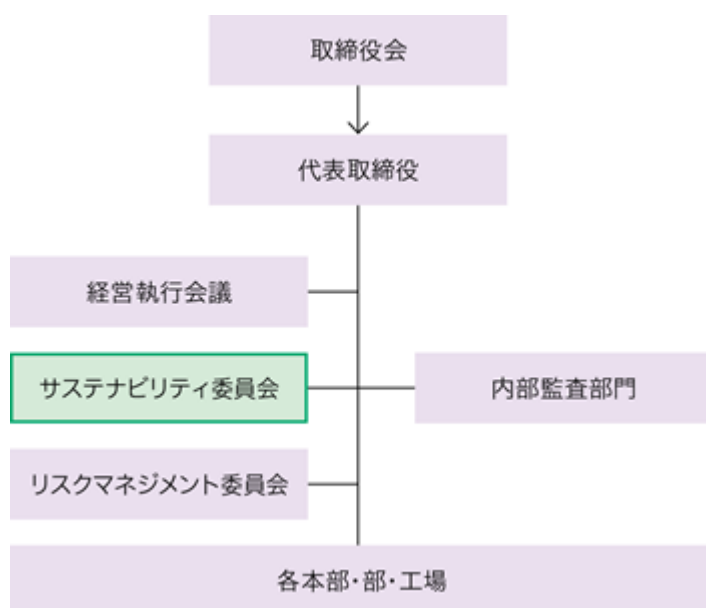 取締役会
代表取締役
経営執行会議
サステナビリティ委員会
内部監査部門
リスクマネジメント委員会
各本部・部・工場